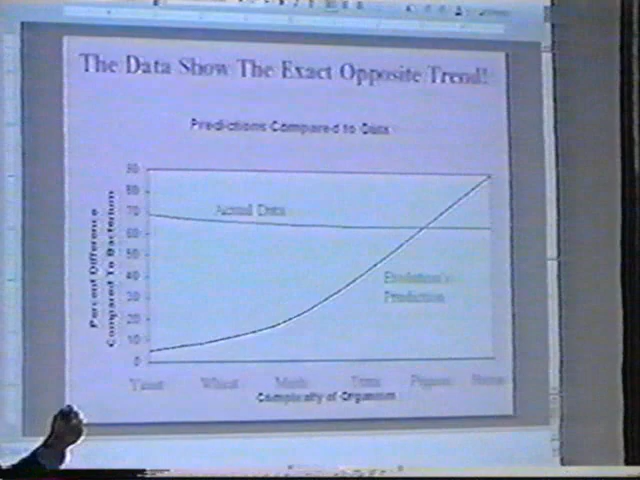 The Data Show The Exact Opposite Trend!
Predictions Compared to Data
90
80
70
60
50
40
30
20
10
0
Percent Difference
Compared To Bacterium
Actual Data
Evolution's
Prediction
Yeast Wheat Moth Tuna Pigeon Horse
Complexity of Organism